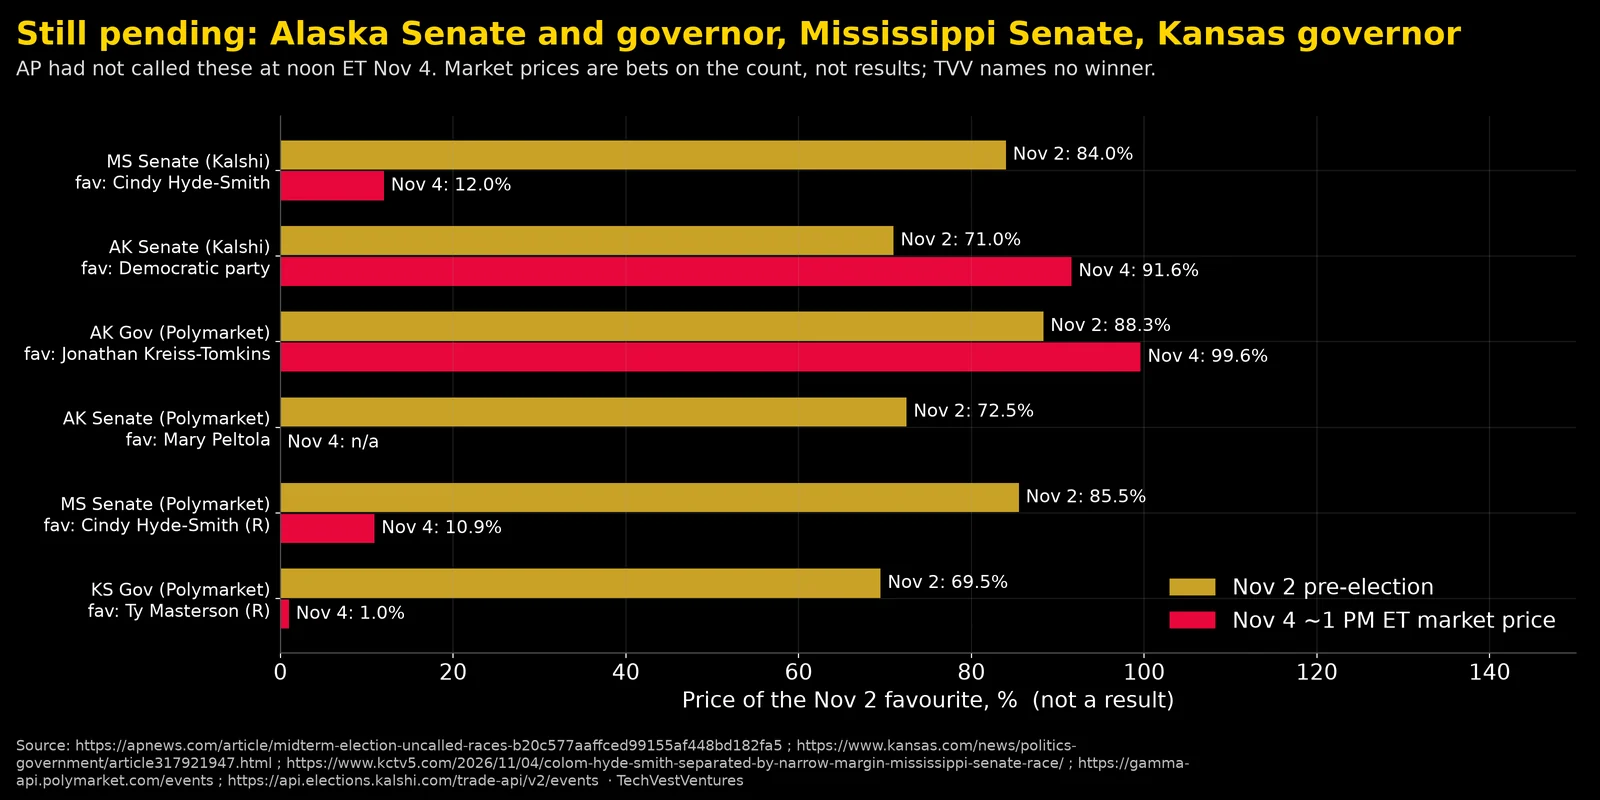 Still pending: Alaska Senate and governor, Mississippi Senate, Kansas governor
AP had not called these at noon ET Nov 4. Market prices are bets on the count, not results; TVV names no winner.
MS Senate (Kalshi)
fav: Cindy Hyde-Smith
Nov 2: 84.0%
Nov 4: 12.0%
AK Senate (Kalshi)
fav: Democratic party
Nov 2: 71.0%
Nov 4: 91.6%
AK Gov (Polymarket)
fav: Jonathan Kreiss-Tomkins
Nov 2: 88.3%
Nov 4: 99.6%
AK Senate (Polymarket)
fav: Mary Peltola
Nov 2: 72.5%
Nov 4: n/a
MS Senate (Polymarket)
fav: Cindy Hyde-Smith (R)
Nov 2: 85.5%
Nov 4: 10.9%
KS Gov (Polymarket)
fav: Ty Masterson (R)
Nov 2: 69.5%
Nov 4: 1.0%
Nov 2 pre-election
Nov 4 ~1 PM ET market price
0 20 40 60 80 100 120 140
Price of the Nov 2 favourite, % (not a result)
Source: https://apnews.com/article/midterm-election-uncalled-races-b20c577aaffced99155af448bd182fa5 ; https://www.kansas.com/news/politics-
government/article317921947.html ; https://www.kctv5.com/2026/11/04/colom-hyde-smith-separated-by-narrow-margin-mississippi-senate-race/ ; https://gamma-
api.polymarket.com/events ; https://api.elections.kalshi.com/trade-api/v2/events · TechVestVentures